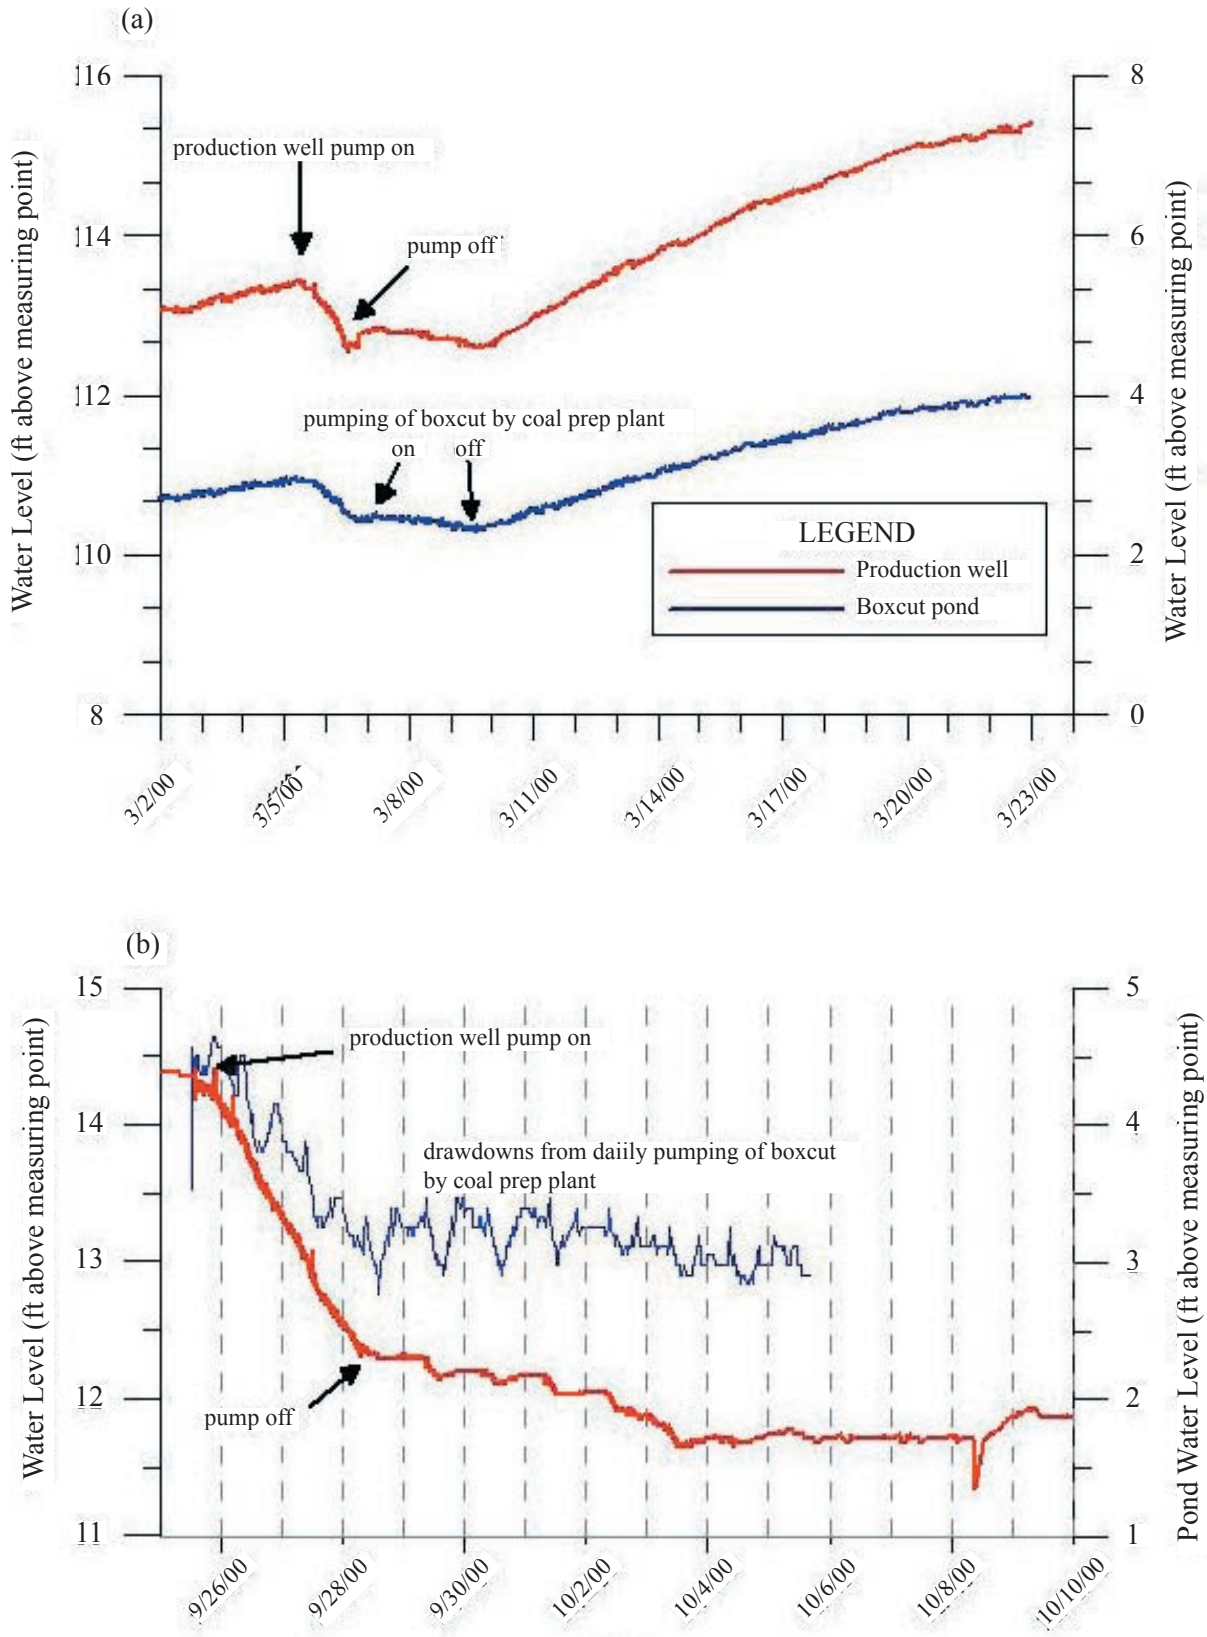 (a)
116
114
112
110
8
Water Level (ft above measuring point)
8
6
4
2
0
Water Level (ft above measuring point)
production well pump on
pump off
pumping of boxcut by coal prep plant
on off
LEGEND
Production well
Boxcut pond
3/2/00
3/5/00
3/8/00
3/11/00
3/14/00
3/17/00
3/20/00
3/23/00
(b)
15
14
13
12
11
Water Level (ft above measuring point)
5
4
3
2
1
Pond Water Level (ft above measuring point)
production well pump on
drawdowns from daiily pumping of boxcut
by coal prep plant
pump off
9/26/00
9/28/00
9/30/00
10/2/00
10/4/00
10/6/00
10/8/00
10/10/00